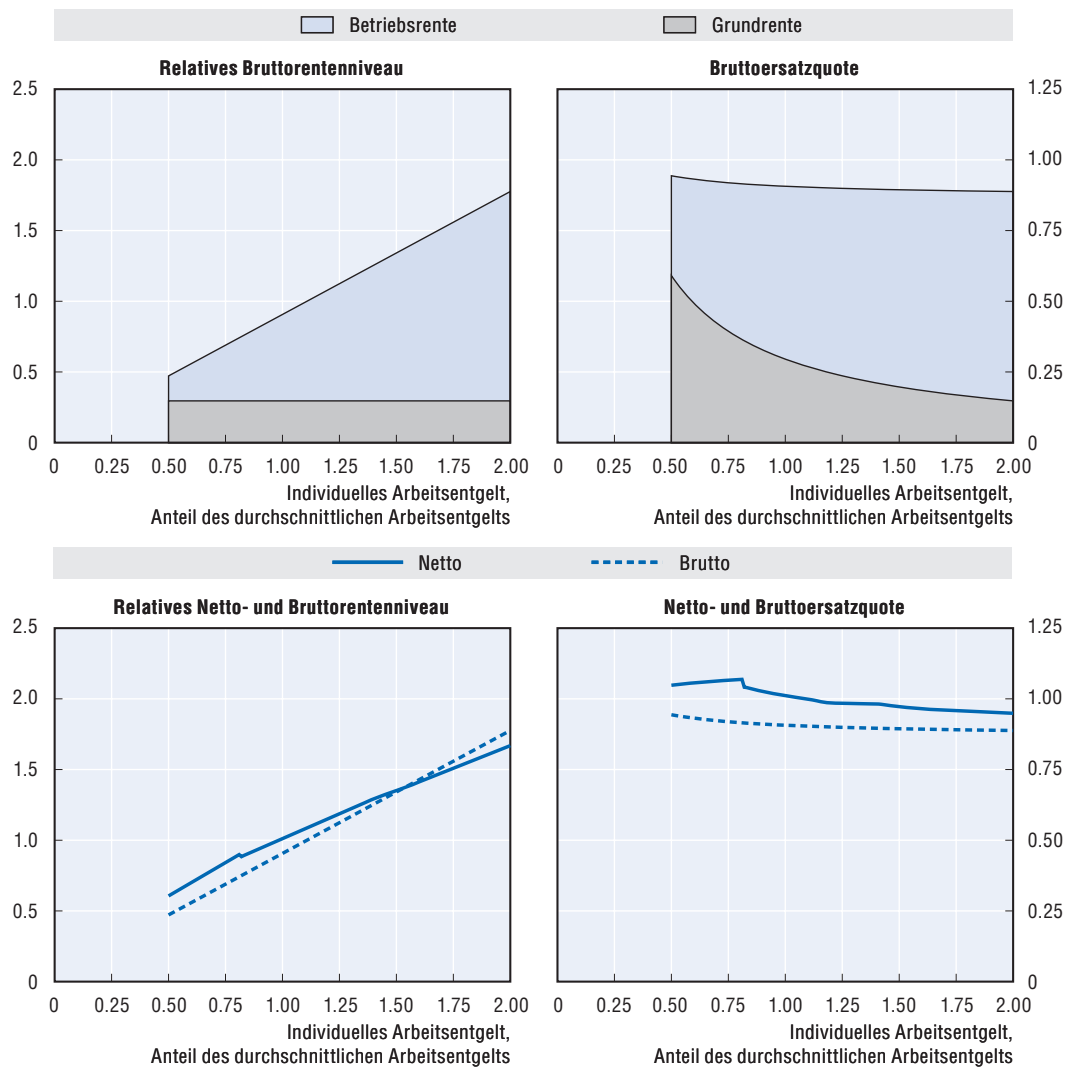 Betriebsrente Grundrente
Relatives Bruttorentenniveau
2.5
2.0
1.5
1.0
0.5
0
0 0.25 0.50 0.75 1.00 1.25 1.50 1.75 2.00
Individuelles Arbeitsentgelt,
Anteil des durchschnittlichen Arbeitsentgelts
Bruttoersatzquote
1.25
1.00
0.75
0.50
0.25
0
0 0.25 0.50 0.75 1.00 1.25 1.50 1.75 2.00
Individuelles Arbeitsentgelt,
Anteil des durchschnittlichen Arbeitsentgelts
Netto Brutto
Relatives Netto- und Bruttorentenniveau
2.5
2.0
1.5
1.0
0.5
0
0 0.25 0.50 0.75 1.00 1.25 1.50 1.75 2.00
Individuelles Arbeitsentgelt,
Anteil des durchschnittlichen Arbeitsentgelts
Netto- und Bruttoersatzquote
1.25
1.00
0.75
0.50
0.25
0
0 0.25 0.50 0.75 1.00 1.25 1.50 1.75 2.00
Individuelles Arbeitsentgelt,
Anteil des durchschnittlichen Arbeitsentgelts